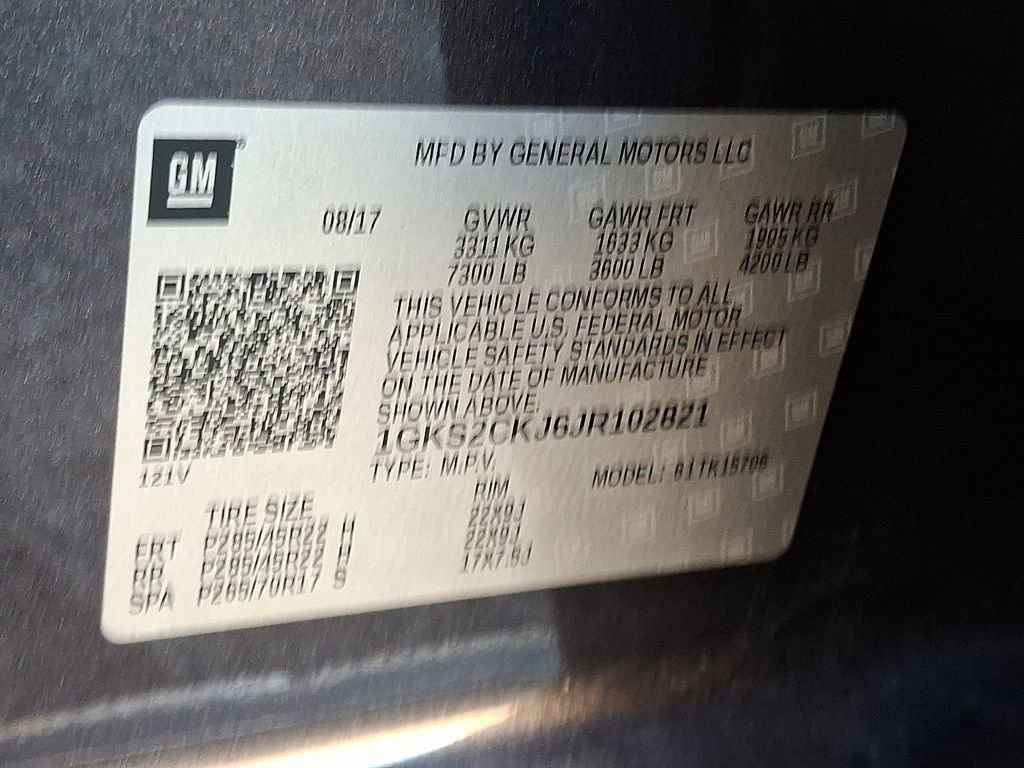 GM
MFD BY GENERAL MOTORS LLC
08/17 GVWR GAWR FRT GAWR RR
3311 KG 1633 KG 1905 KG
7300 LB 3600 LB 4200 LB
THIS VEHICLE CONFORMS TO ALL
APPLICABLE U.S. FEDERAL MOTOR
VEHICLE SAFETY STANDARDS IN EFFECT
ON THE DATE OF MANUFACTURE
SHOWN ABOVE.
1GKS2CKJ6JR102821
121V TYPE: M.P.V. MODEL:
TIRE SIZE RIM
FRT P285/45R22 H 22X9J
RR P285/45R22 H 22X9J
SPA P265/70R17 S 17X7.5J